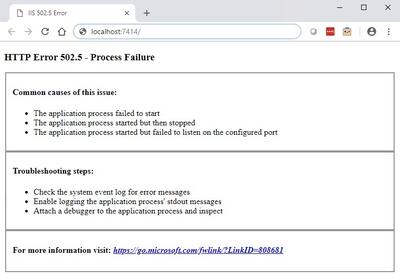 IIS 502.5 Error
localhost:7414/
HTTP Error 502.5 - Process Failure
Common causes of this issue:
The application process failed to start
The application process started but then stopped
The application process started but failed to listen on the configured port
Troubleshooting steps:
Check the system event log for error messages
Enable logging the application process' stdout messages
Attach a debugger to the application process and inspect
For more information visit: https://go.microsoft.com/fwlink/?LinkID=808681